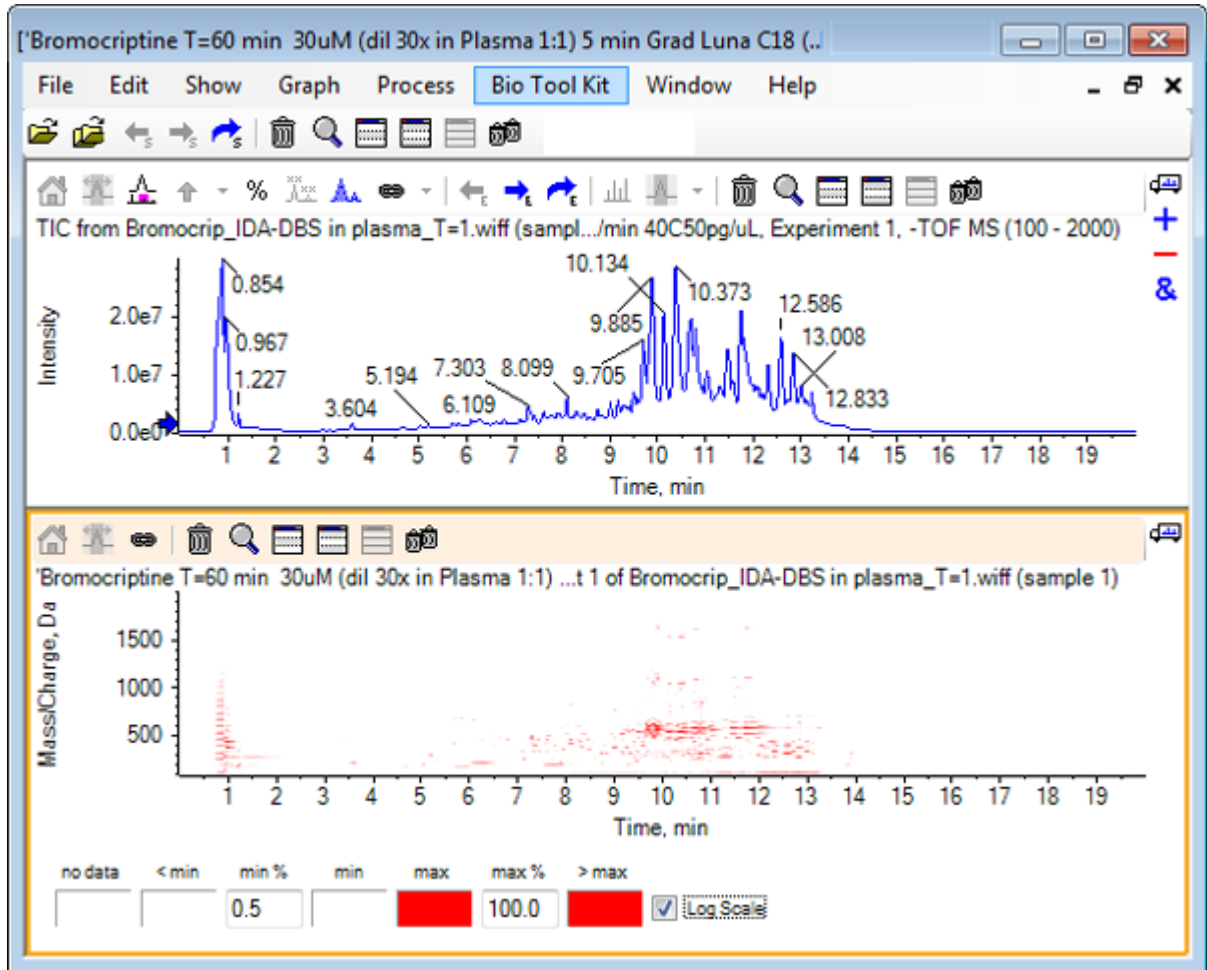 ['Bromocriptine T=60 min 30uM (dil 30x in Plasma 1:1) 5 min Grad Luna C18 (..
File Edit Show Graph Process Bio Tool Kit Window Help
TIC from Bromocrip_IDA-DBS in plasma_T=1.wiff (sampl.../min 40C50pg/uL, Experiment 1, -TOF MS (100 - 2000)
Intensity
2.0e7
1.0e7
0.0e0
0.854
0.967
1.227
3.604
5.194
6.109
7.303
8.099
9.705
9.885
10.134
10.373
12.586
13.008
12.833
1 2 3 4 5 6 7 8 9 10 11 12 13 14 15 16 17 18 19
Time, min
'Bromocriptine T=60 min 30uM (dil 30x in Plasma 1:1) ...t 1 of Bromocrip_IDA-DBS in plasma_T=1.wiff (sample 1)
Mass/Charge, Da
1500
1000
500
1 2 3 4 5 6 7 8 9 10 11 12 13 14 15 16 17 18 19
Time, min
no data < min min % min max max % > max
0.5 100.0 Log Scale